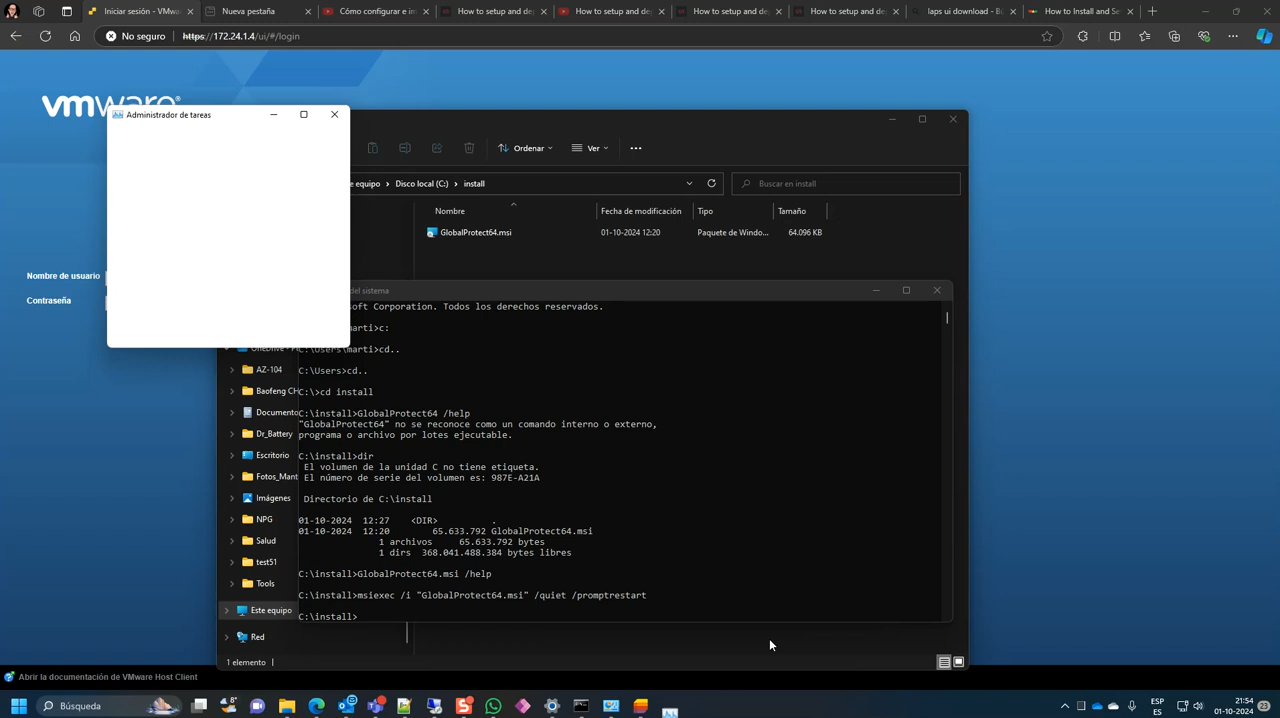 Iniciar sesión: VMw
Nueva pestaña
Cómo configurar e im
How to setup and de
How to setup and de
How to setup and de
How to setup and de
laps ui download - Bú
How to Install and Se
No seguro
https://172.24.1.4/ui/#/login
vmware
Administrador de tareas
Ordenar
Ver
e equipo > Disco local (C:) > install
Buscar en install
Nombre
Fecha de modificación
Tipo
Tamaño
GlobalProtect64.msi
01-10-2024 12:20
Paquete de Windo...
64.096 KB
Nombre de usuario
Contraseña
del sistema
soft Corporation. Todos los derechos reservados.
marti>c:
C:\Users\marti>cd..
C:\Users>cd..
C:\>cd install
C:\install>GlobalProtect64 /help
"GlobalProtect64" no se reconoce como un comando interno o externo,
programa o archivo por lotes ejecutable.
C:\install>dir
El volumen de la unidad C no tiene etiqueta.
El número de serie del volumen es: 987E-A21A
Directorio de C:\install
01-10-2024 12:27 <DIR> .
01-10-2024 12:20 65.633.792 GlobalProtect64.msi
1 archivos 65.633.792 bytes
1 dirs 368.041.488.384 bytes libres
C:\install>GlobalProtect64.msi /help
C:\install>msiexec /i "GlobalProtect64.msi" /quiet /promptrestart
C:\install>
AZ-104
Baofeng CH
Documento
Dr_Battery
Escritorio
Fotos_Mant
Imágenes
NPG
Salud
test51
Tools
Este equipo
Red
1 elemento
Abrir la documentación de VMware Host Client
Búsqueda
8°
ESP
ES
21:54
01-10-2024
23